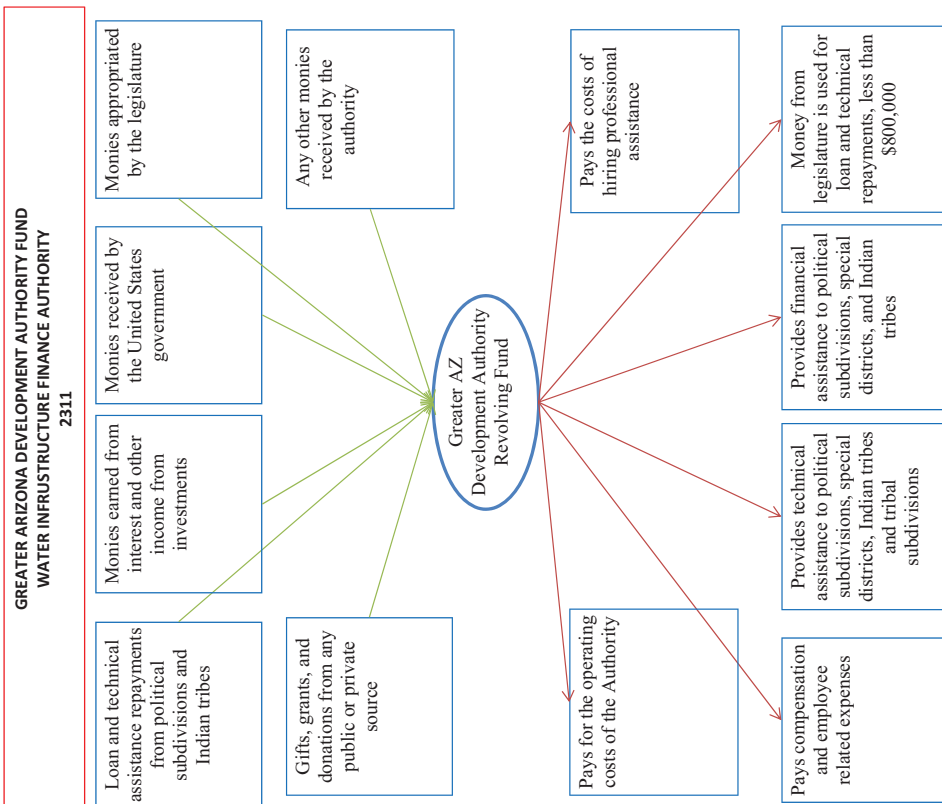 GREATER ARIZONA DEVELOPMENT AUTHORITY FUND
WATER INFRUSTRUCTURE FINANCE AUTHORITY
2311
Loan and technical
assistance repayments
from political
subdivisions and
Indian tribes
Monies earned from
interest and other
income from
investments
Monies received by
the United States
government
Monies appropriated
by the legislature
Gifts, grants, and
donations from any
public or private
source
Any other monies
received by the
authority
Greater AZ
Development Authority
Revolving Fund
Pays for the operating
costs of the Authority
Pays the costs of
hiring professional
assistance
Pays compensation
and employee
related expenses
Provides technical
assistance to political
subdivisions, special
districts, Indian tribes
and tribal
subdivisions
Provides financial
assistance to political
subdivisions, special
districts, and Indian
tribes
Money from
legislature is used for
loan and technical
repayments, less than
$800,000